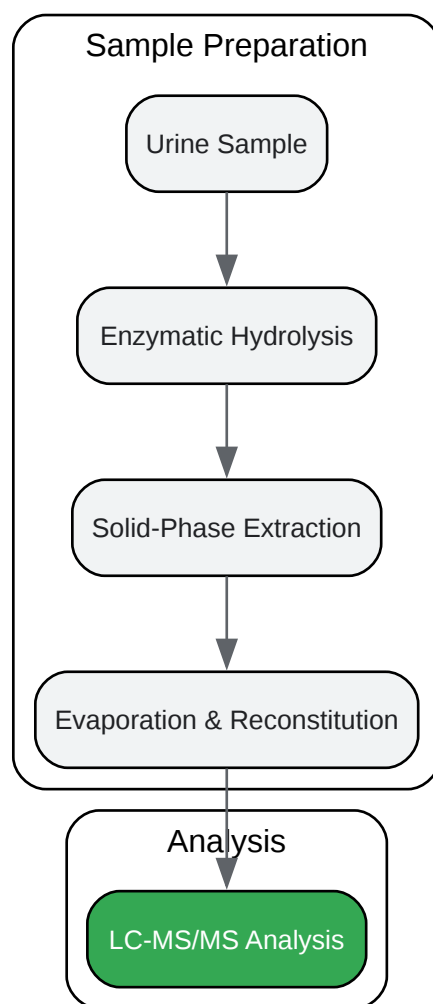 Sample Preparation
Urine Sample
Enzymatic Hydrolysis
Solid-Phase Extraction
Evaporation & Reconstitution
Analysis
LC-MS/MS Analysis